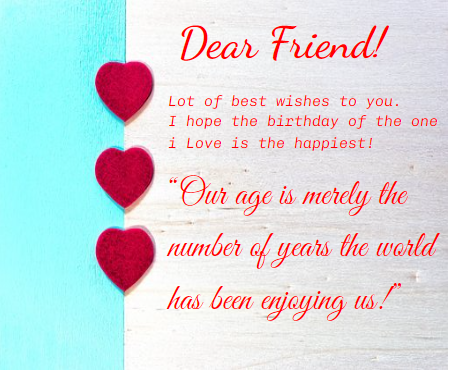 Dear Friend!
Lot of best wishes to you.
I hope the birthday of the one
i Love is the happiest!
“Our age is merely the
number of years the world
has been enjoying us!”